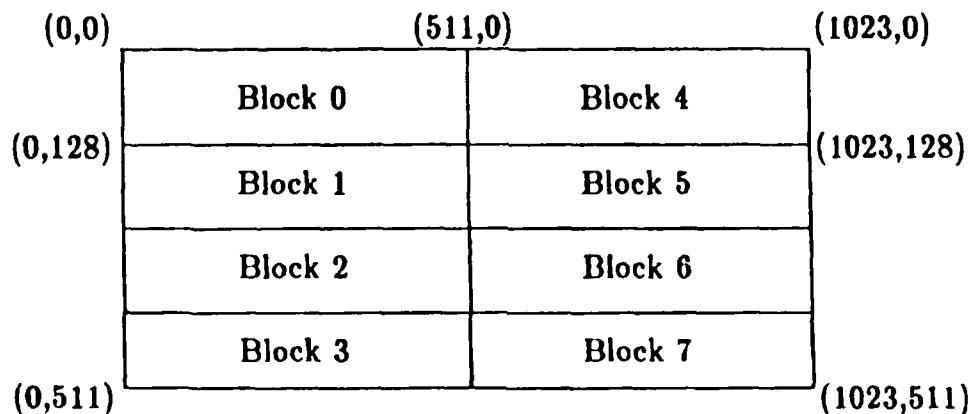 (0,0) (511,0) (1023,0)
Block 0 Block 4
(0,128) (1023,128)
Block 1 Block 5
Block 2 Block 6
Block 3 Block 7
(0,511) (1023,511)